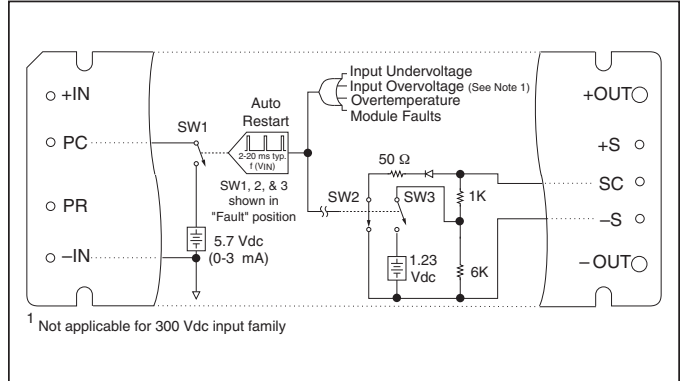 +IN
PC
PR
–IN
SW1
5.7 Vdc
(0-3 mA)
Auto
Restart
2-20 ms typ.
f (VIN)
SW1, 2, & 3
shown in
"Fault" position
Input Undervoltage
Input Overvoltage (See Note 1)
Overtemperature
Module Faults
50 Ω
SW2
SW3
1K
1.23
Vdc
6K
+OUT
+S
SC
–S
–OUT
1 Not applicable for 300 Vdc input family